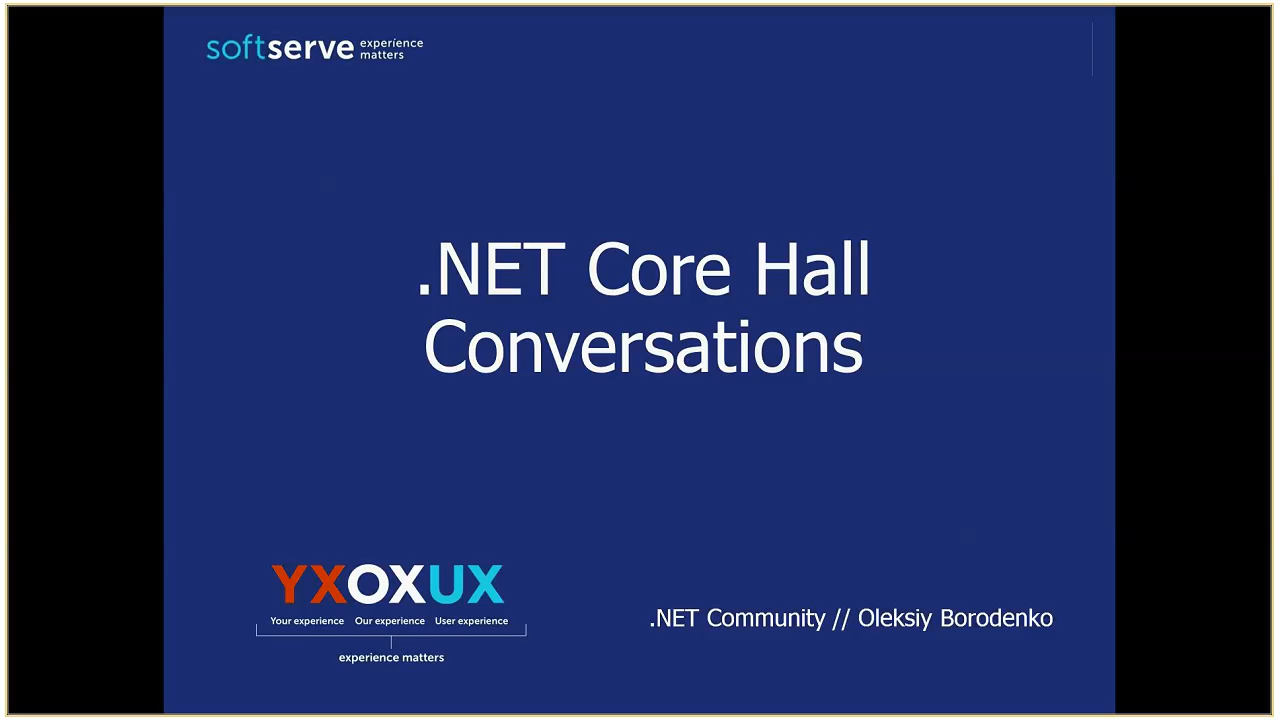 softserve experience
matters
.NET Core Hall
Conversations
YXOXUX
Your experience Our experience User experience
experience matters
.NET Community // Oleksiy Borodenko